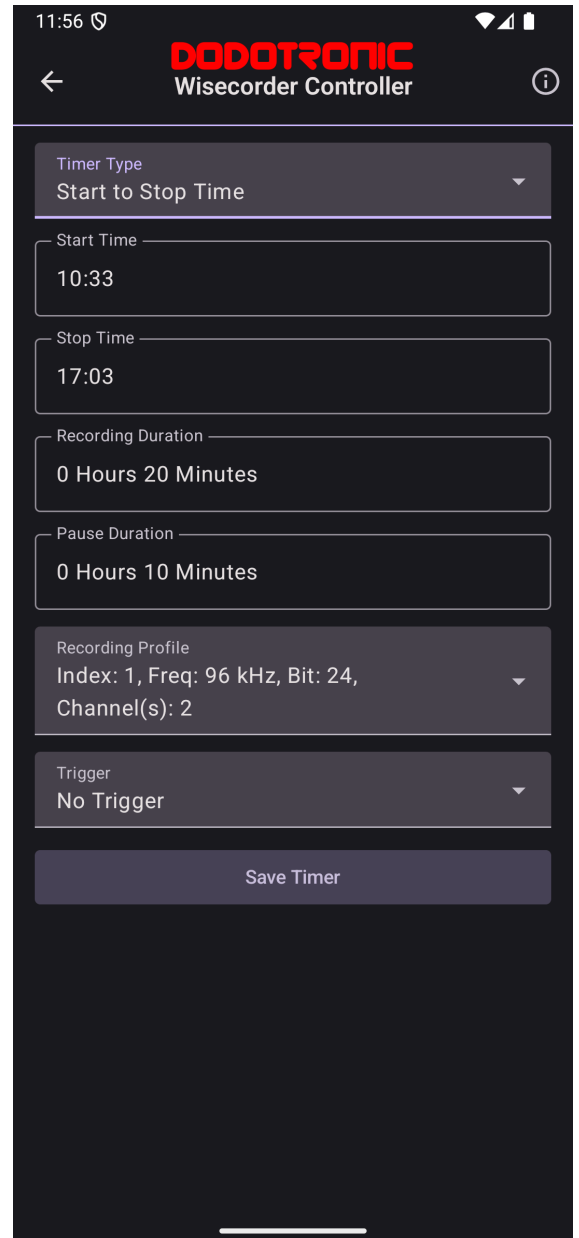 11:56
DODOTRONIC
Wisecorder Controller
Timer Type
Start to Stop Time
Start Time
10:33
Stop Time
17:03
Recording Duration
0 Hours 20 Minutes
Pause Duration
0 Hours 10 Minutes
Recording Profile
Index: 1, Freq: 96 kHz, Bit: 24,
Channel(s): 2
Trigger
No Trigger
Save Timer